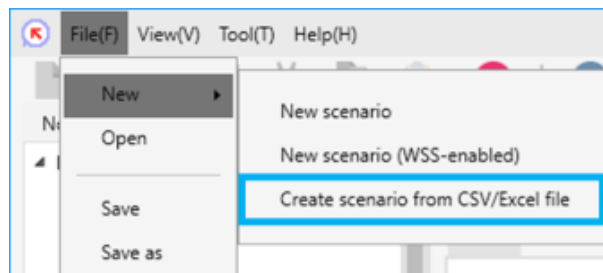 File(F) View(V) Tool(T) Help(H)
New
New scenario
Open
New scenario (WSS-enabled)
Create scenario from CSV/Excel file
Save
Save as